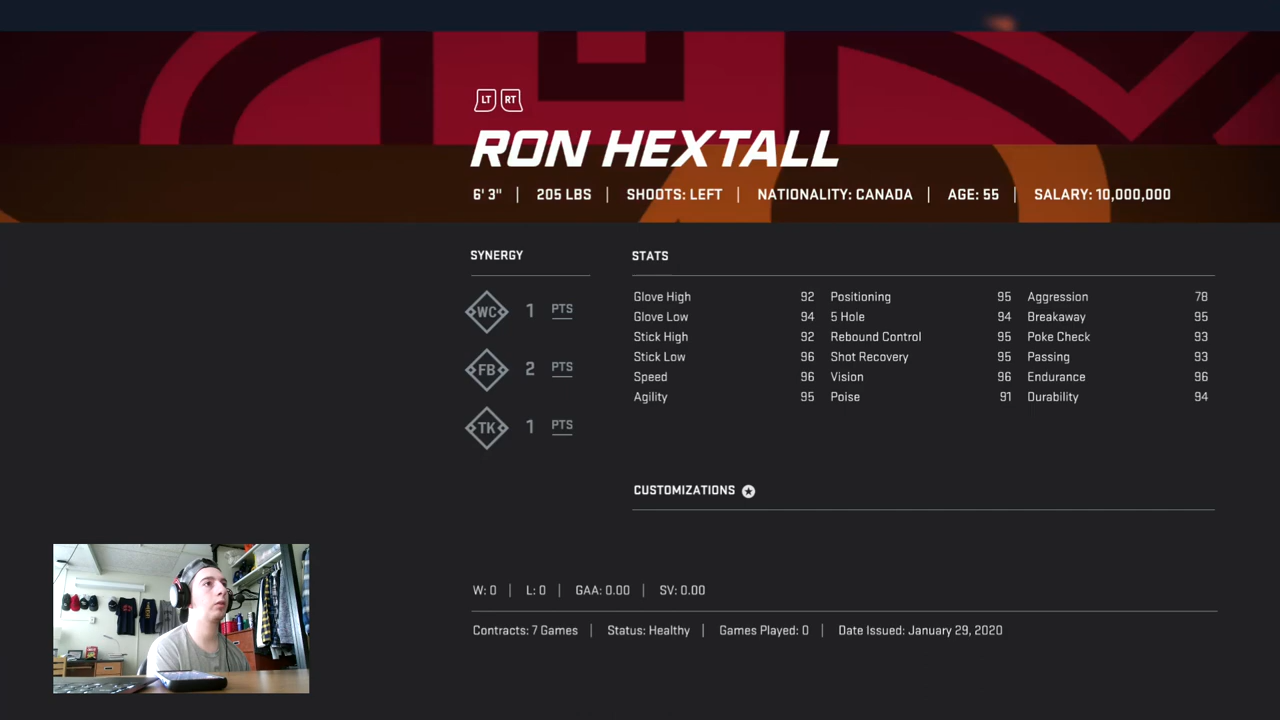 LT RT
RON HEXTALL
6' 3" | 205 LBS | SHOOTS: LEFT | NATIONALITY: CANADA | AGE: 55 | SALARY: 10,000,000
SYNERGY
WC 1 PTS
FB 2 PTS
TK 1 PTS
STATS
Glove High 92 Positioning 95 Aggression 78
Glove Low 94 5 Hole 94 Breakaway 95
Stick High 92 Rebound Control 95 Poke Check 93
Stick Low 96 Shot Recovery 95 Passing 93
Speed 96 Vision 96 Endurance 96
Agility 95 Poise 91 Durability 94
CUSTOMIZATIONS
W: 0 | L: 0 | GAA: 0.00 | SV: 0.00
Contracts: 7 Games | Status: Healthy | Games Played: 0 | Date Issued: January 29, 2020